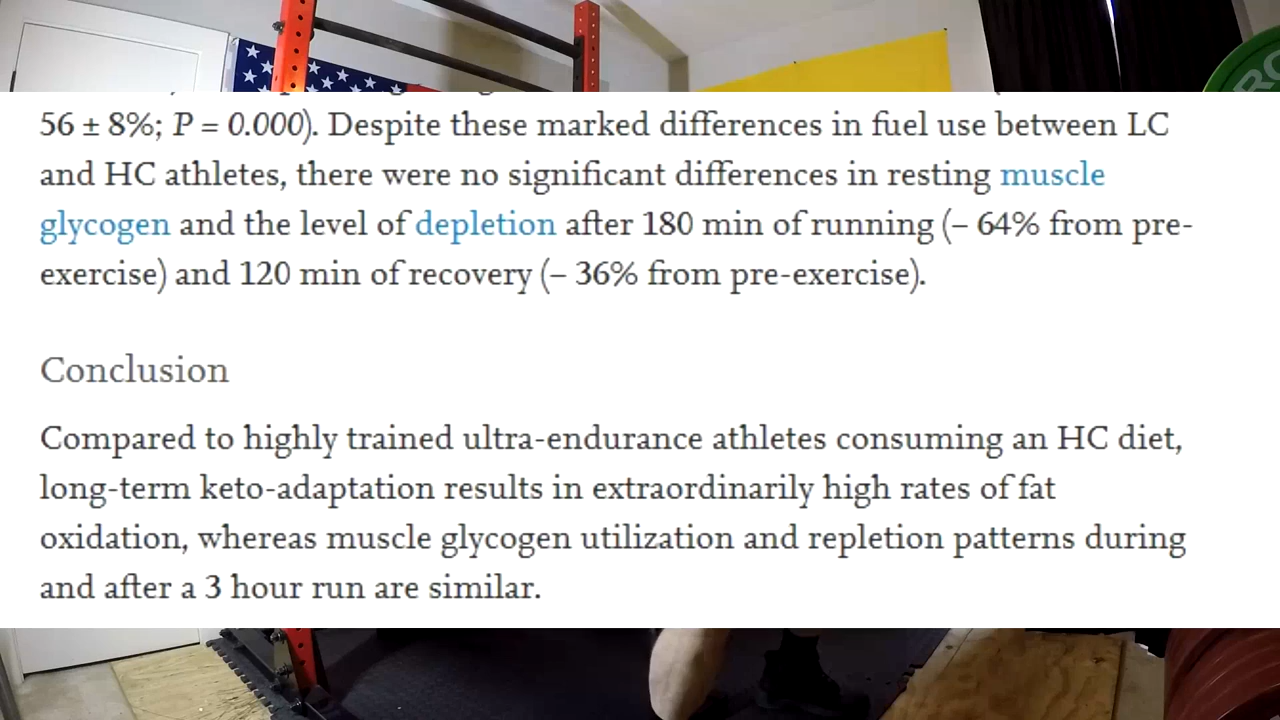 56 ± 8%; P = 0.000). Despite these marked differences in fuel use between LC
and HC athletes, there were no significant differences in resting muscle
glycogen and the level of depletion after 180 min of running (– 64% from pre-
exercise) and 120 min of recovery (– 36% from pre-exercise).
Conclusion
Compared to highly trained ultra-endurance athletes consuming an HC diet,
long-term keto-adaptation results in extraordinarily high rates of fat
oxidation, whereas muscle glycogen utilization and repletion patterns during
and after a 3 hour run are similar.